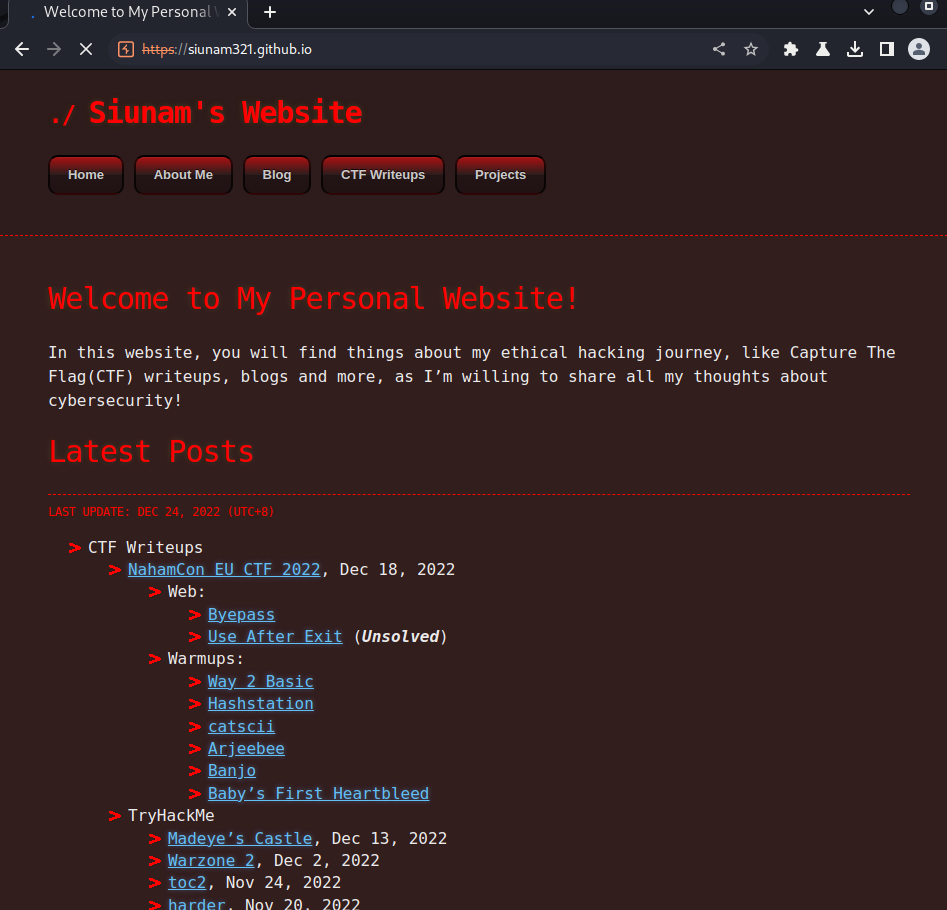 Welcome to My Personal
https://siunam321.github.io
./ Siunam's Website
Home About Me Blog CTF Writeups Projects
Welcome to My Personal Website!
In this website, you will find things about my ethical hacking journey, like Capture The
Flag(CTF) writeups, blogs and more, as I’m willing to share all my thoughts about
cybersecurity!
Latest Posts
LAST UPDATE: DEC 24, 2022 (UTC+8)
> CTF Writeups
> NahamCon EU CTF 2022, Dec 18, 2022
> Web:
> Byepass
> Use After Exit (Unsolved)
> Warmups:
> Way 2 Basic
> Hashstation
> catscii
> Arjeebee
> Banjo
> Baby’s First Heartbleed
> TryHackMe
> Madeye’s Castle, Dec 13, 2022
> Warzone 2, Dec 2, 2022
> toc2, Nov 24, 2022
> harder, Nov 20, 2022